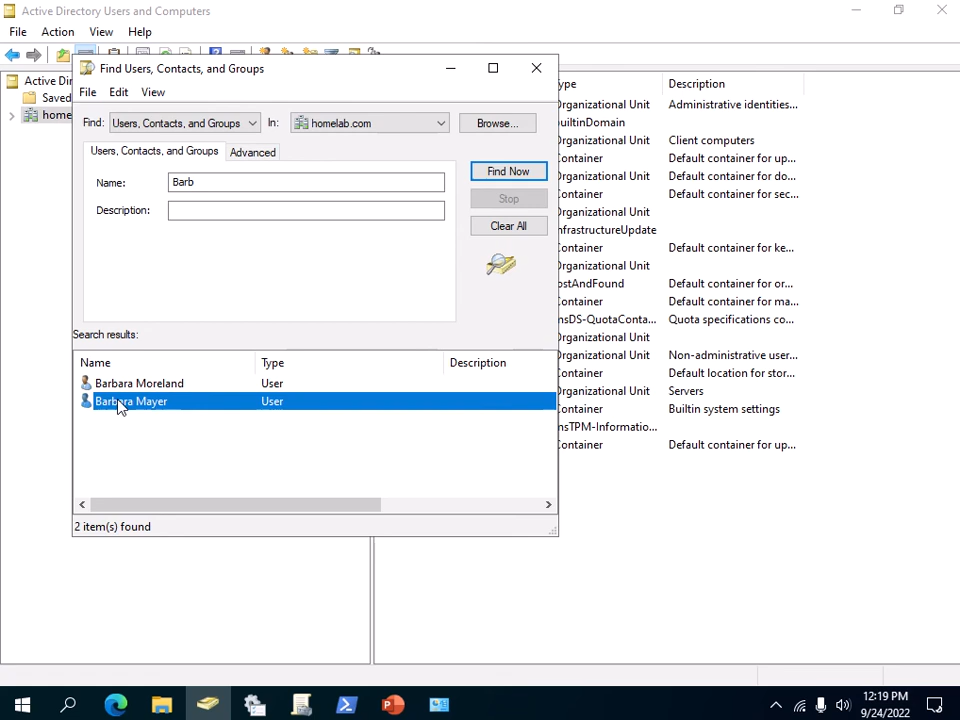 Active Directory Users and Computers
File Action View Help
Find Users, Contacts, and Groups
File Edit View
Find: Users, Contacts, and Groups In: homelab.com Browse...
Users, Contacts, and Groups Advanced
Name: Barb
Description:
Find Now
Stop
Clear All
Search results:
Name Type Description
Barbara Moreland User
Barbara Mayer User
2 item(s) found
Active Dir
Saved
home
ype Description
Organizational Unit Administrative identities...
builtinDomain
Organizational Unit Client computers
Container Default container for up...
Organizational Unit Default container for do...
Container Default container for sec...
Organizational Unit
nfrastructureUpdate
Container Default container for ke...
Organizational Unit
ostAndFound Default container for or...
Container Default container for ma...
msDS-QuotaConta... Quota specifications co...
Organizational Unit
Organizational Unit Non-administrative user...
Container Default location for stor...
Organizational Unit Servers
Container Builtin system settings
msTPM-Informatio...
Container Default container for up...
12:19 PM
9/24/2022